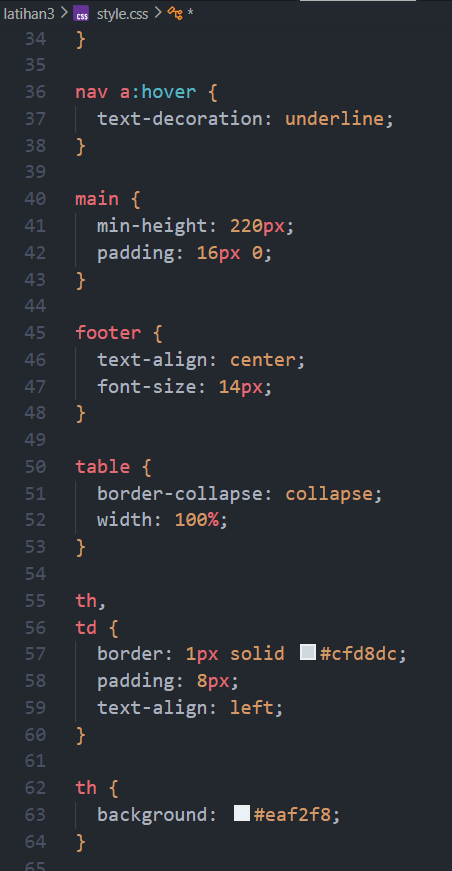 latihan3 > css style.css > *
34 }
35
36 nav a:hover {
37 text-decoration: underline;
38 }
39
40 main {
41 min-height: 220px;
42 padding: 16px 0;
43 }
44
45 footer {
46 text-align: center;
47 font-size: 14px;
48 }
49
50 table {
51 border-collapse: collapse;
52 width: 100%;
53 }
54
55 th,
56 td {
57 border: 1px solid #cfd8dc;
58 padding: 8px;
59 text-align: left;
60 }
61
62 th {
63 background: #eaf2f8;
64 }
65